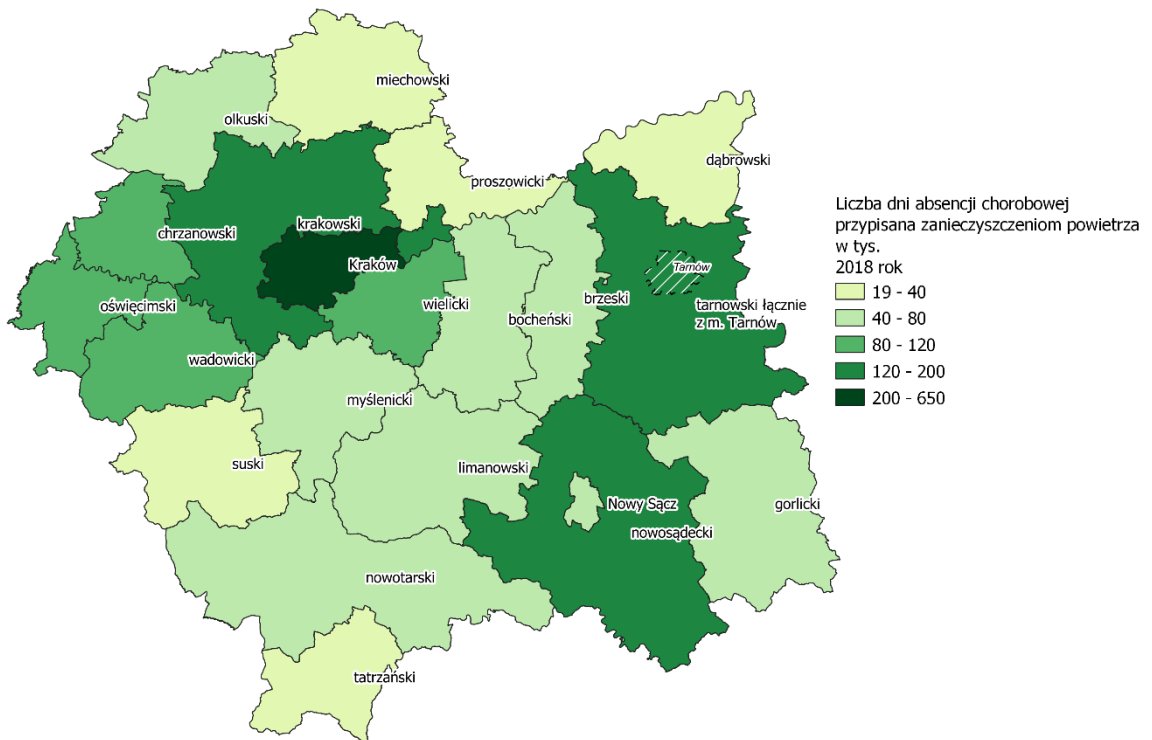 miechowski
olkuski
dąbrowski
proszowicki
krakowski
chrzanowski
Kraków
Tarnów
oświęcimski
wielicki
bocheński
brzeski
tarnowski łącznie
z m. Tarnów
wadowicki
myślenicki
suski
limanowski
Nowy Sącz
nowosądecki
gorlicki
nowotarski
tatrzański
Liczba dni absencji chorobowej
przypisana zanieczyszczeniom powietrza
w tys.
2018 rok
19 - 40
40 - 80
80 - 120
120 - 200
200 - 650